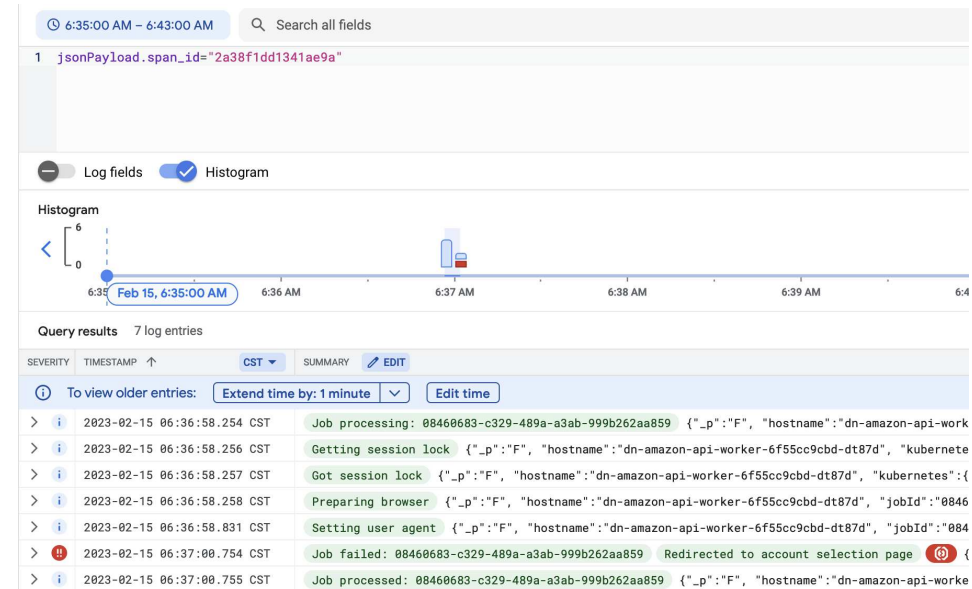 6:35:00 AM – 6:43:00 AM Search all fields
1 jsonPayload.span_id="2a38f1dd1341ae9a"
Log fields Histogram
Histogram
6
0
6:35 Feb 15, 6:35:00 AM 6:36 AM 6:37 AM 6:38 AM 6:39 AM 6:4
Query results 7 log entries
SEVERITY TIMESTAMP CST SUMMARY EDIT
To view older entries: Extend time by: 1 minute Edit time
2023-02-15 06:36:58.254 CST Job processing: 08460683-c329-489a-a3ab-999b262aa859 {"_p":"F", "hostname":"dn-amazon-api-work
2023-02-15 06:36:58.256 CST Getting session lock {"_p":"F", "hostname":"dn-amazon-api-worker-6f55cc9cbd-dt87d", "kubernete
2023-02-15 06:36:58.257 CST Got session lock {"_p":"F", "hostname":"dn-amazon-api-worker-6f55cc9cbd-dt87d", "kubernetes":{
2023-02-15 06:36:58.258 CST Preparing browser {"_p":"F", "hostname":"dn-amazon-api-worker-6f55cc9cbd-dt87d", "jobId":"0846
2023-02-15 06:36:58.831 CST Setting user agent {"_p":"F", "hostname":"dn-amazon-api-worker-6f55cc9cbd-dt87d", "jobId":"084
2023-02-15 06:37:00.754 CST Job failed: 08460683-c329-489a-a3ab-999b262aa859 Redirected to account selection page {
2023-02-15 06:37:00.755 CST Job processed: 08460683-c329-489a-a3ab-999b262aa859 {"_p":"F", "hostname":"dn-amazon-api-worke